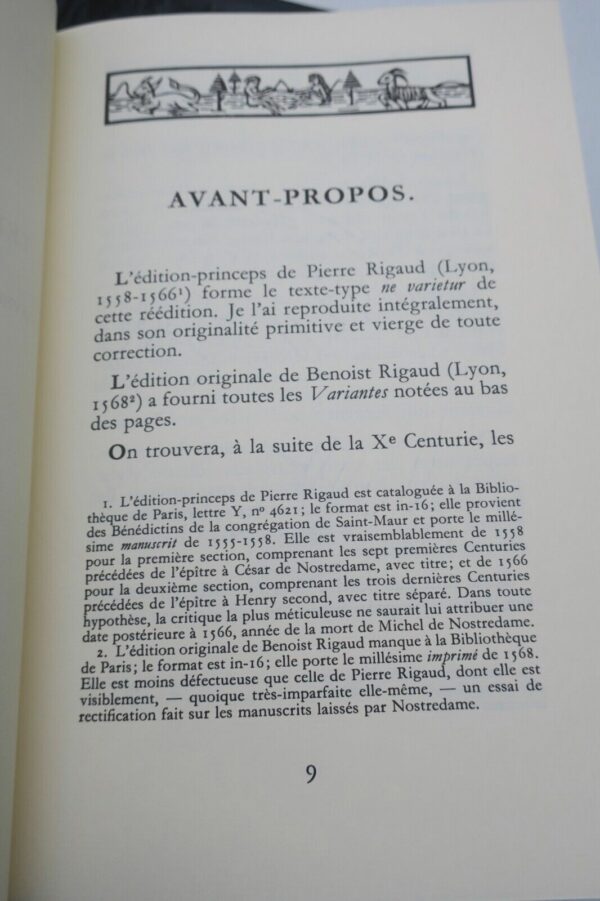 AVANT-PROPOS.
L'édition-princeps de Pierre Rigaud (Lyon,
1558-1566¹) forme le texte-type ne varietur de
cette réédition. Je l'ai reproduite intégralement,
dans son originalité primitive et vierge de toute
correction.
L'édition originale de Benoist Rigaud (Lyon,
1568²) a fourni toutes les Variantes notées au bas
des pages.
On trouvera, à la suite de la Xe Centurie, les
1. L'édition-princeps de Pierre Rigaud est cataloguée à la Biblio-
thèque de Paris, lettre Y, nº 4621; le format est in-16; elle provient
des Bénédictins de la congrégation de Saint-Maur et porte le millé-
sime manuscrit de 1555-1558. Elle est vraisemblablement de 1558
pour la première section, comprenant les sept premières Centuries
précédées de l'épître à César de Nostredame, avec titre; et de 1566
pour la deuxième section, comprenant les trois dernières Centuries
précédées de l'épître à Henry second, avec titre séparé. Dans toute
hypothèse, la critique la plus méticuleuse ne saurait lui attribuer une
date postérieure à 1566, année de la mort de Michel de Nostredame.
2. L'édition originale de Benoist Rigaud manque à la Bibliothèque
de Paris; le format est in-16; elle porte le millésime imprimé de 1568.
Elle est moins défectueuse que celle de Pierre Rigaud, dont elle est
visiblement, — quoique très-imparfaite elle-même, — un essai de
rectification fait sur les manuscrits laissés par Nostredame.
9